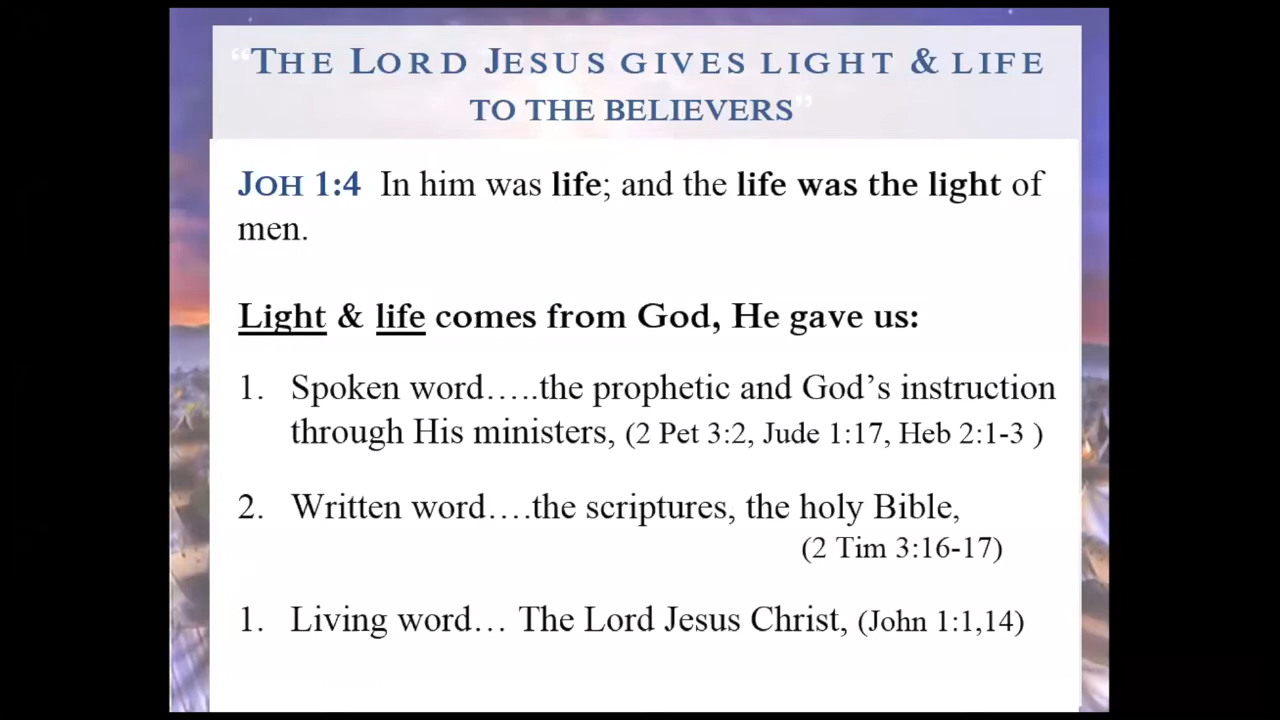 “THE LORD JESUS GIVES LIGHT & LIFE
TO THE BELIEVERS”
JOH 1:4 In him was life; and the life was the light of
men.
Light & life comes from God, He gave us:
1. Spoken word…..the prophetic and God’s instruction
through His ministers, (2 Pet 3:2, Jude 1:17, Heb 2:1-3 )
2. Written word….the scriptures, the holy Bible,
(2 Tim 3:16-17)
1. Living word… The Lord Jesus Christ, (John 1:1,14)